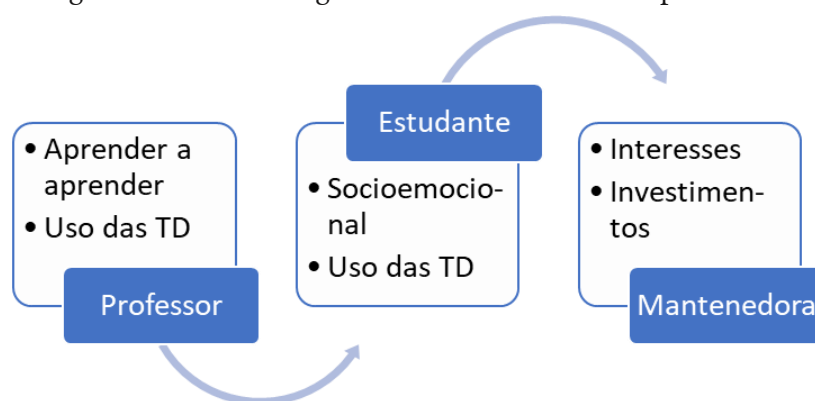 • Aprender a
aprender
• Uso das TD
Professor
Estudante
• Socioemocio-
nal
• Uso das TD
• Interesses
• Investimen-
tos
Mantenedora